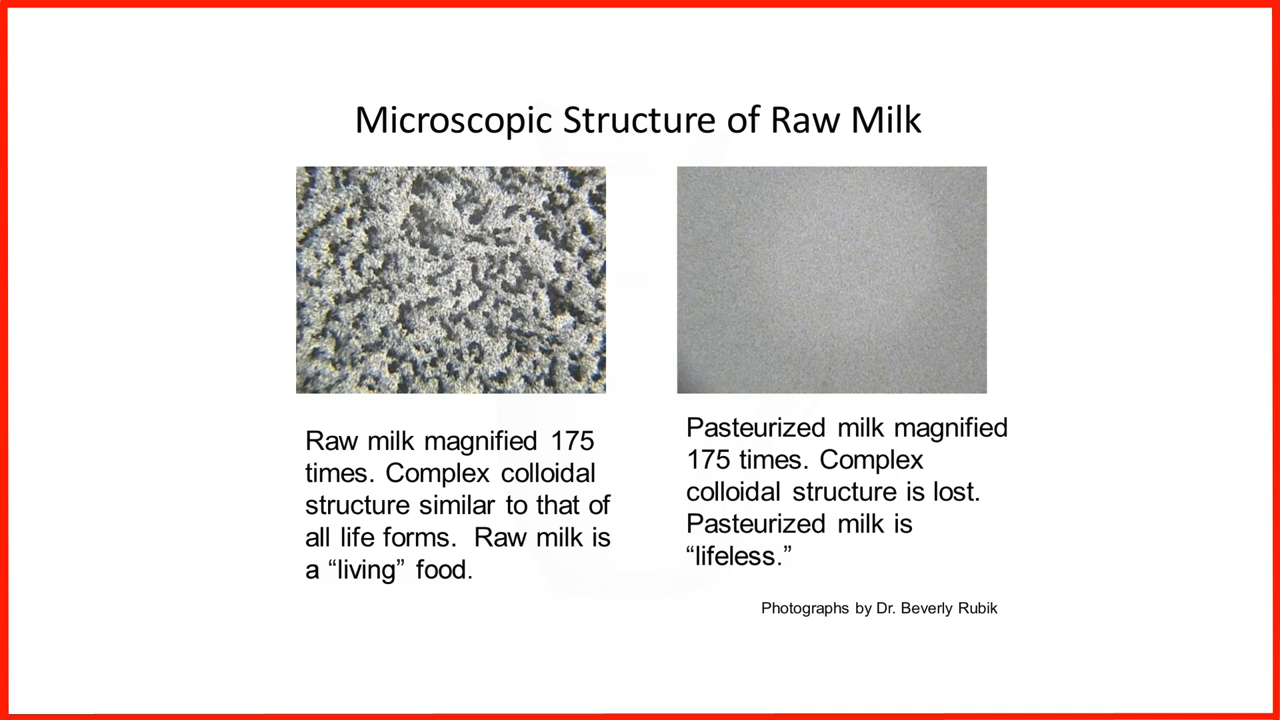 Microscopic Structure of Raw Milk
Raw milk magnified 175
times. Complex colloidal
structure similar to that of
all life forms.  Raw milk is
a “living” food.
Pasteurized milk magnified
175 times. Complex
colloidal structure is lost.
Pasteurized milk is
“lifeless.”
Photographs by Dr. Beverly Rubik